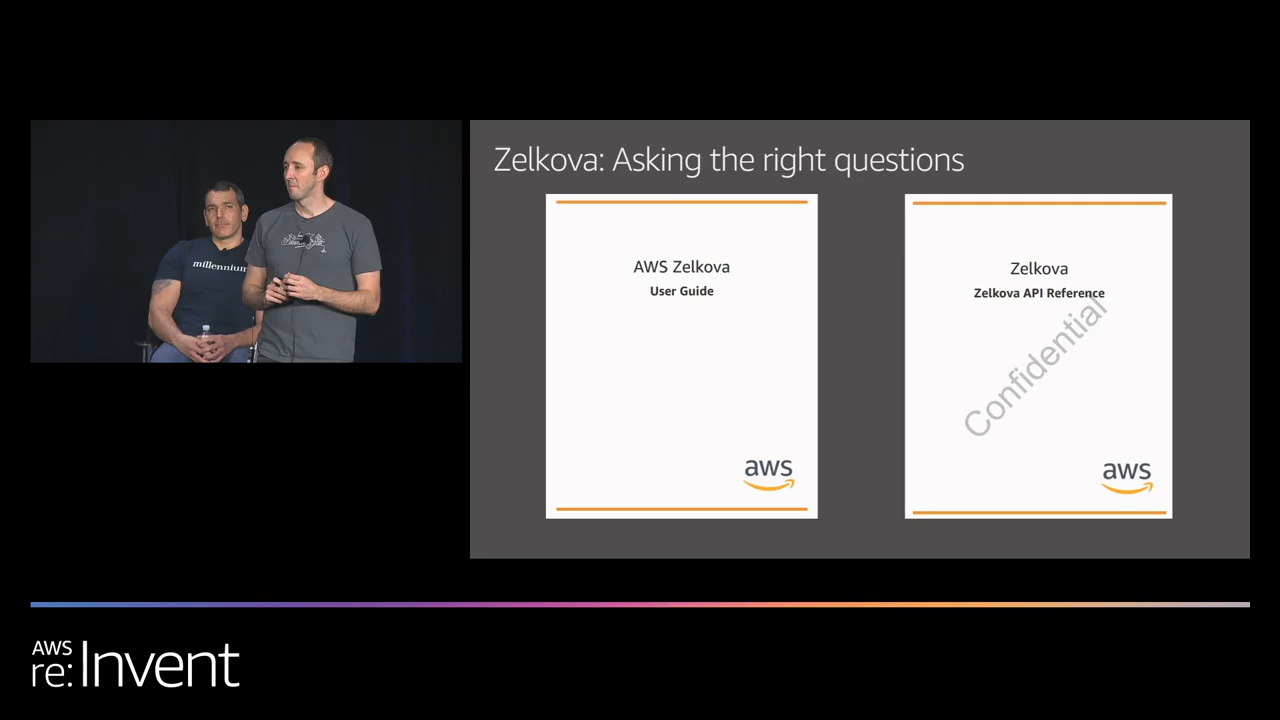 Zelkova: Asking the right questions
AWS Zelkova
User Guide
aws
Zelkova
Zelkova API Reference
Confidential
aws
millennium
AWS
re:Invent